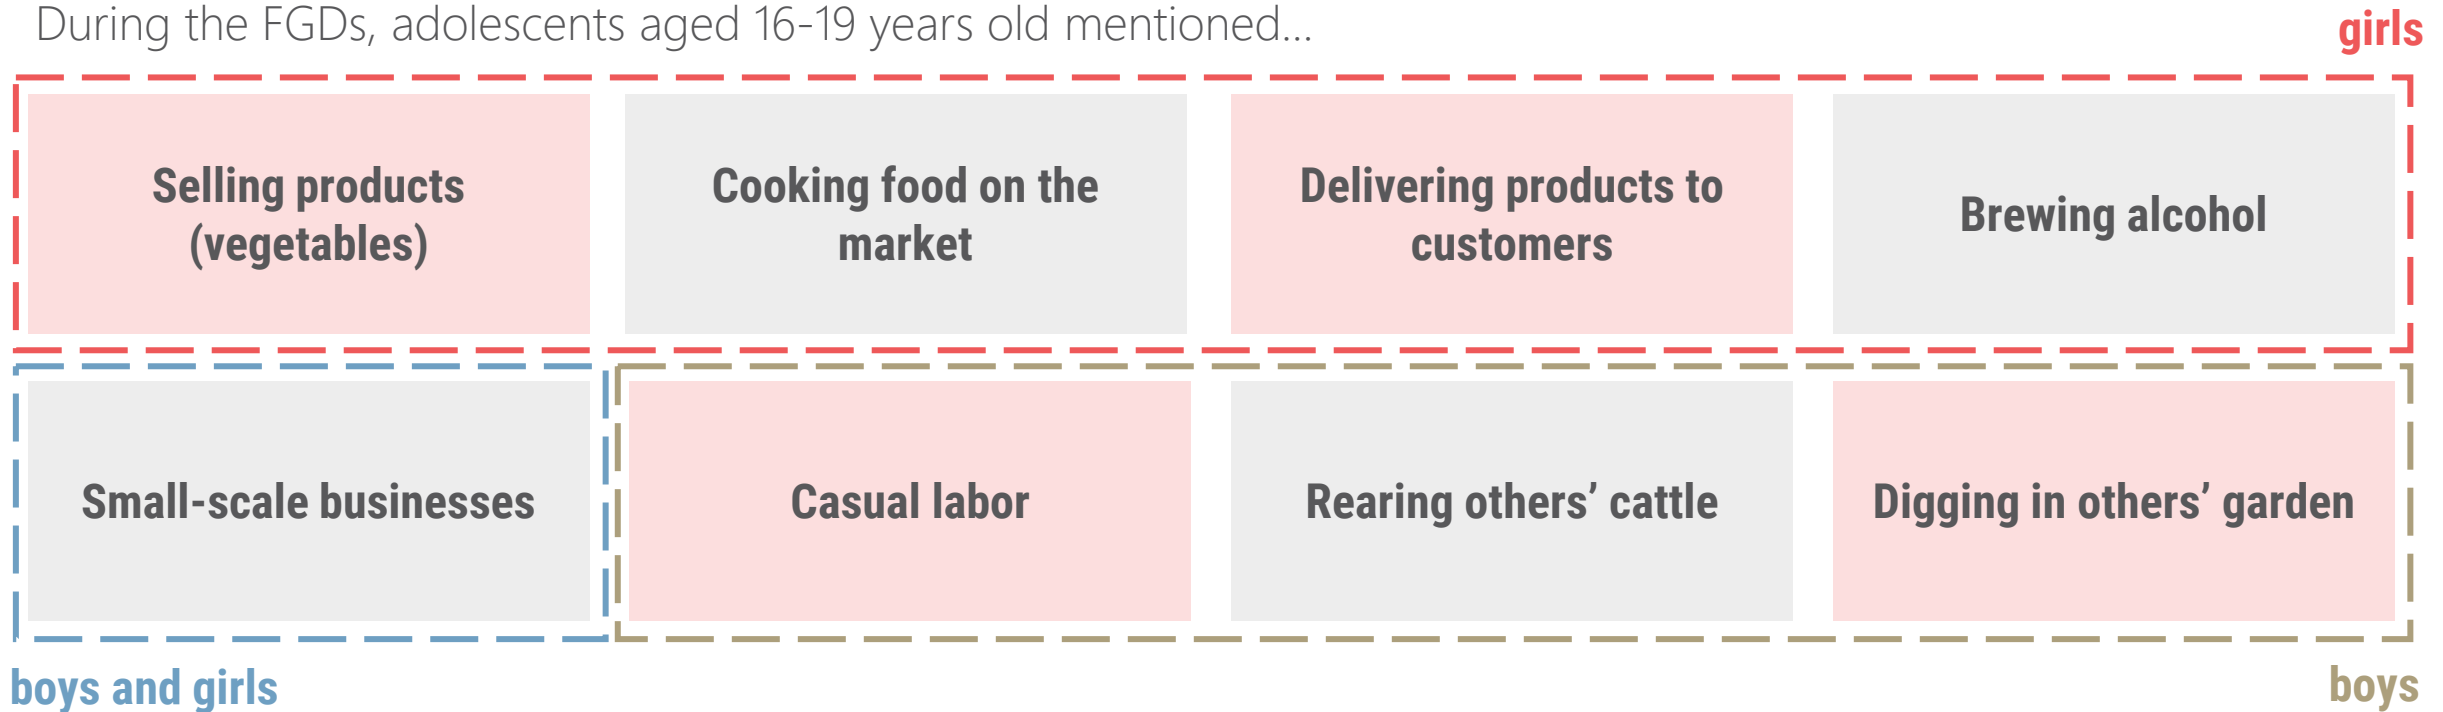 During the FGDs, adolescents aged 16-19 years old mentioned...
girls
Selling products
(vegetables)
Cooking food on the
market
Delivering products to
customers
Brewing alcohol
Small-scale businesses
Casual labor
Rearing others’ cattle
Digging in others’ garden
boys and girls
boys